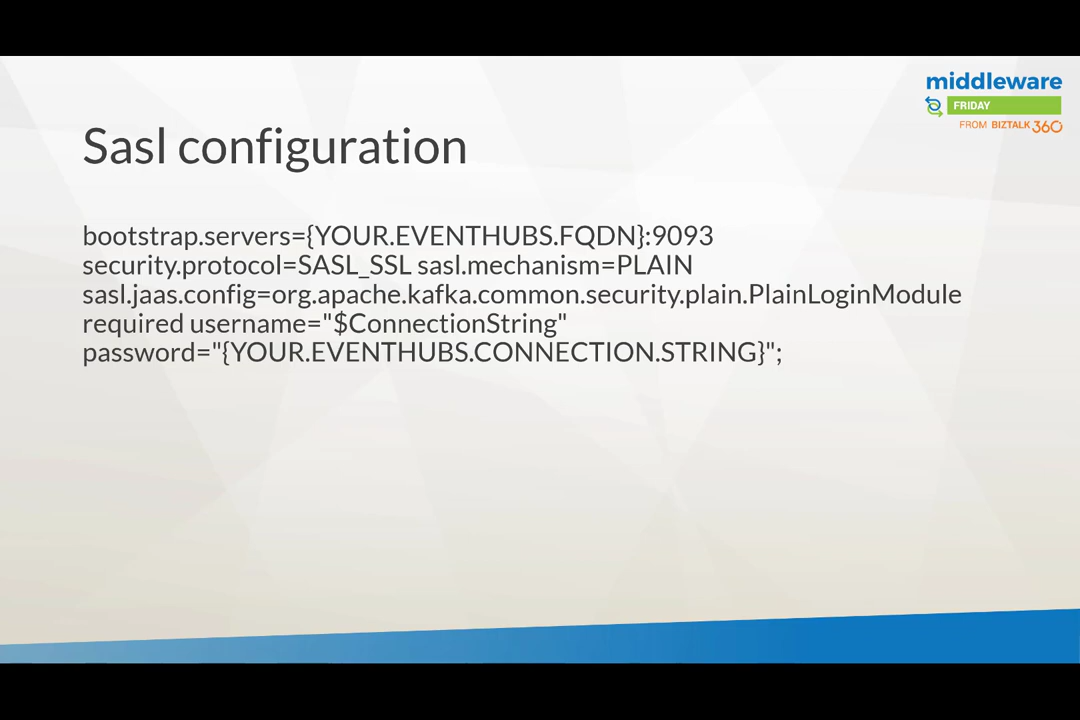 middleware
FRIDAY
FROM BIZTALK 360
Sasl configuration
bootstrap.servers={YOUR.EVENTHUBS.FQDN}:9093
security.protocol=SASL_SSL sasl.mechanism=PLAIN
sasl.jaas.config=org.apache.kafka.common.security.plain.PlainLoginModule
required username="$ConnectionString"
password="{YOUR.EVENTHUBS.CONNECTION.STRING}";